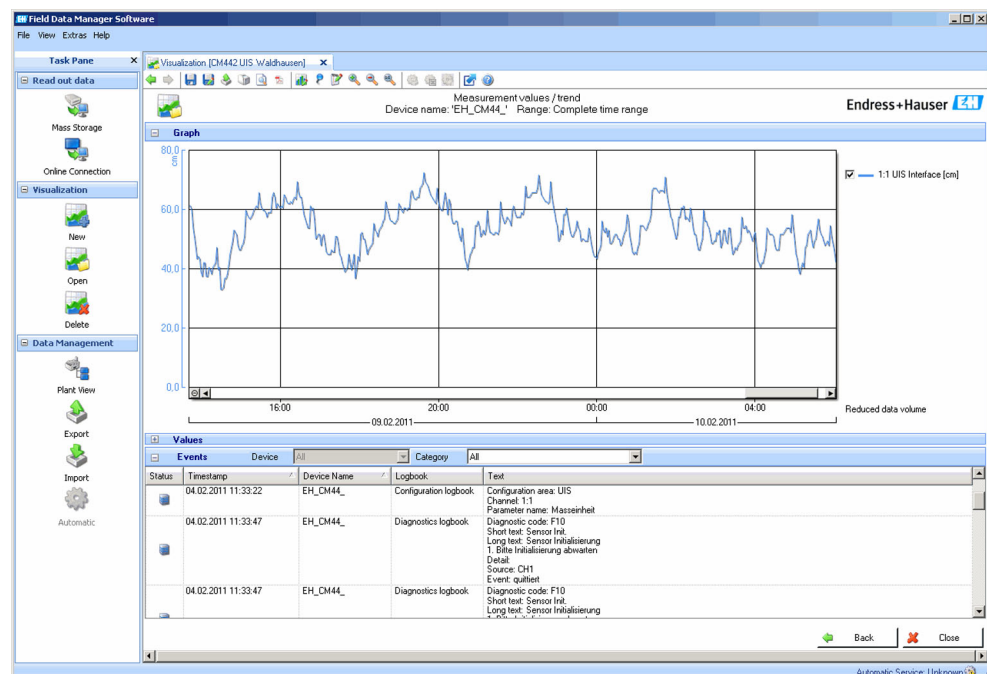 Field Data Manager Software
File View Extras Help
Task Pane X
Visualization [CM442 UIS Waldhausen] X
Read out data
Mass Storage
Online Connection
Visualization
New
Open
Delete
Data Management
Plant View
Export
Import
Automatic
Measurement values / trend
Device name: 'EH_CM44_' Range: Complete time range
Endress+Hauser EH
Graph
80,0
cm
60,0
40,0
20,0
0,0
1:1 UIS Interface [cm]
16:00 20:00 00:00 04:00
09.02.2011 10.02.2011
Reduced data volume
Values
Events Device All Category All
Status Timestamp Device Name Logbook Text
04.02.2011 11:33:22 EH_CM44_ Configuration logbook Configuration area: UIS
Channel: 1:1
Parameter name: Masseinheit
04.02.2011 11:33:47 EH_CM44_ Diagnostics logbook Diagnostic code: F10
Short text: Sensor Init.
Long text: Sensor Initialisierung
1. Bitte Initialisierung abwarten
Detail:
Source: CH1
Event: quittiert
04.02.2011 11:33:47 EH_CM44_ Diagnostics logbook Diagnostic code: F10
Short text: Sensor Init.
Long text: Sensor Initialisierung
Back Close
Automatic Service: Unknown